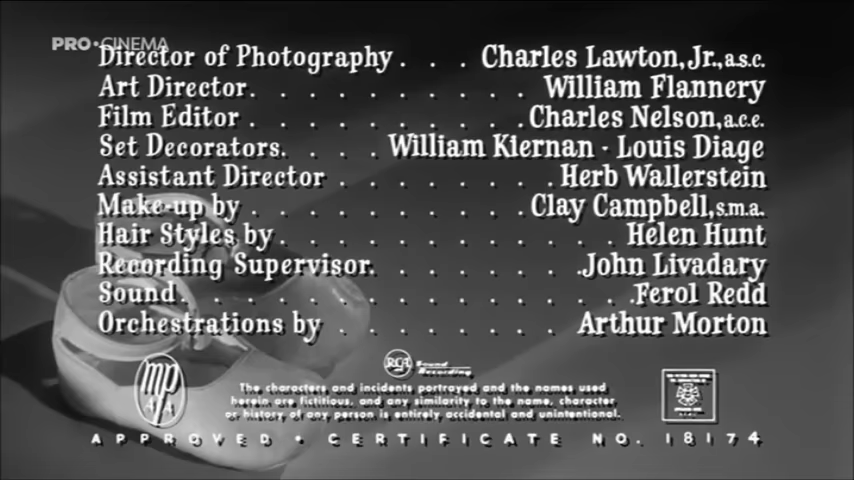 PRO•CINEMA
Director of Photography . . . Charles Lawton, Jr., a.s.c.
Art Director . . . . . . . . . . William Flannery
Film Editor . . . . . . . . . . Charles Nelson, a.c.e.
Set Decorators . . . . William Kiernan - Louis Diage
Assistant Director . . . . . . . . Herb Wallerstein
Make-up by . . . . . . . . . . Clay Campbell, s.m.a.
Hair Styles by . . . . . . . . . . . . Helen Hunt
Recording Supervisor . . . . . . . . John Livadary
Sound . . . . . . . . . . . . . . . . Ferol Redd
Orchestrations by . . . . . . . . Arthur Morton
RCA Sound Recording
The characters and incidents portrayed and the names used
herein are fictitious, and any similarity to the name, character
or history of any person is entirely accidental and unintentional.
APPROVED • CERTIFICATE NO. 18174